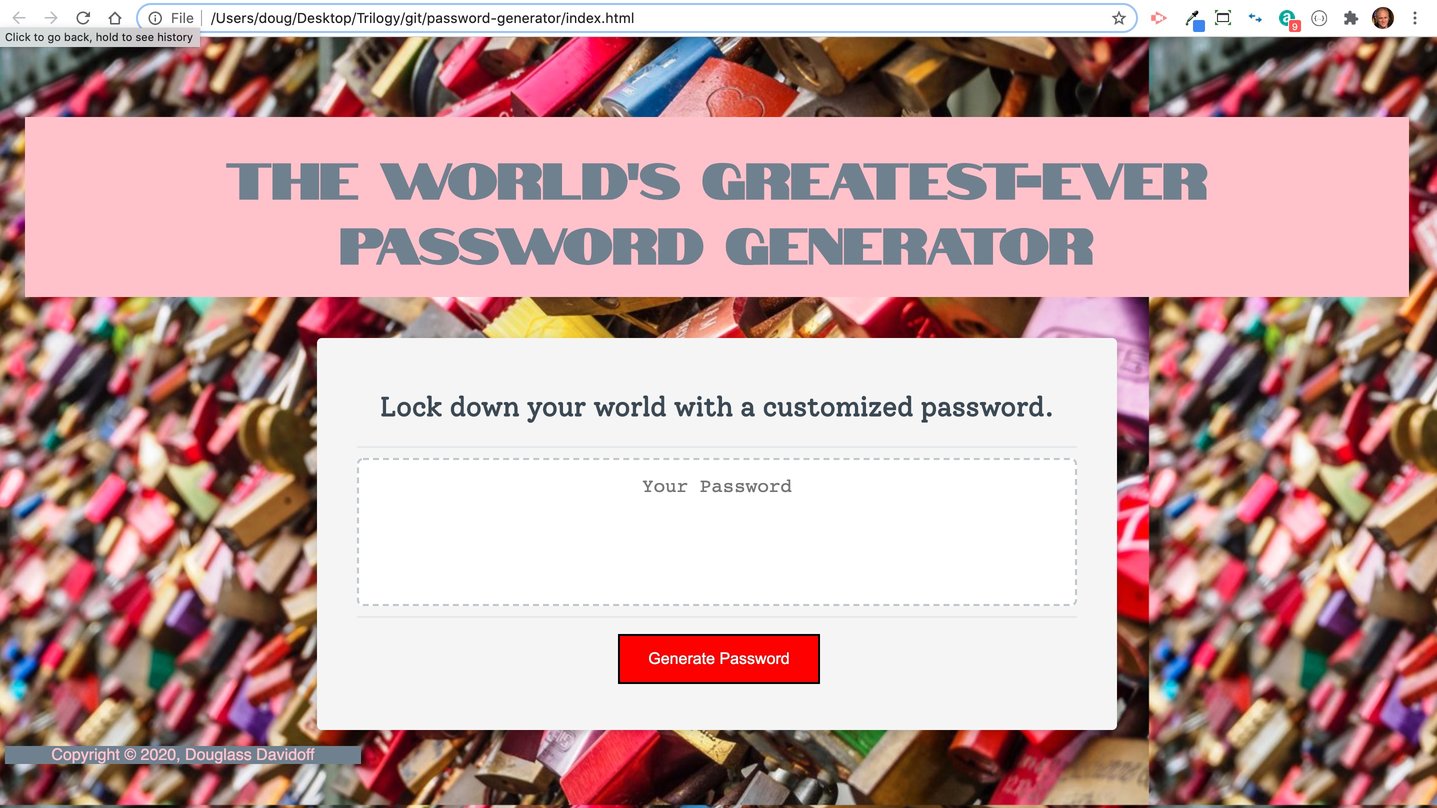 File
/Users/doug/Desktop/Trilogy/git/password-generator/index.html
9
Click to go back, hold to see history
THE WORLD'S GREATEST-EVER
PASSWORD GENERATOR
Lock down your world with a customized password.
Your Password
Generate Password
Copyright © 2020, Douglass Davidoff